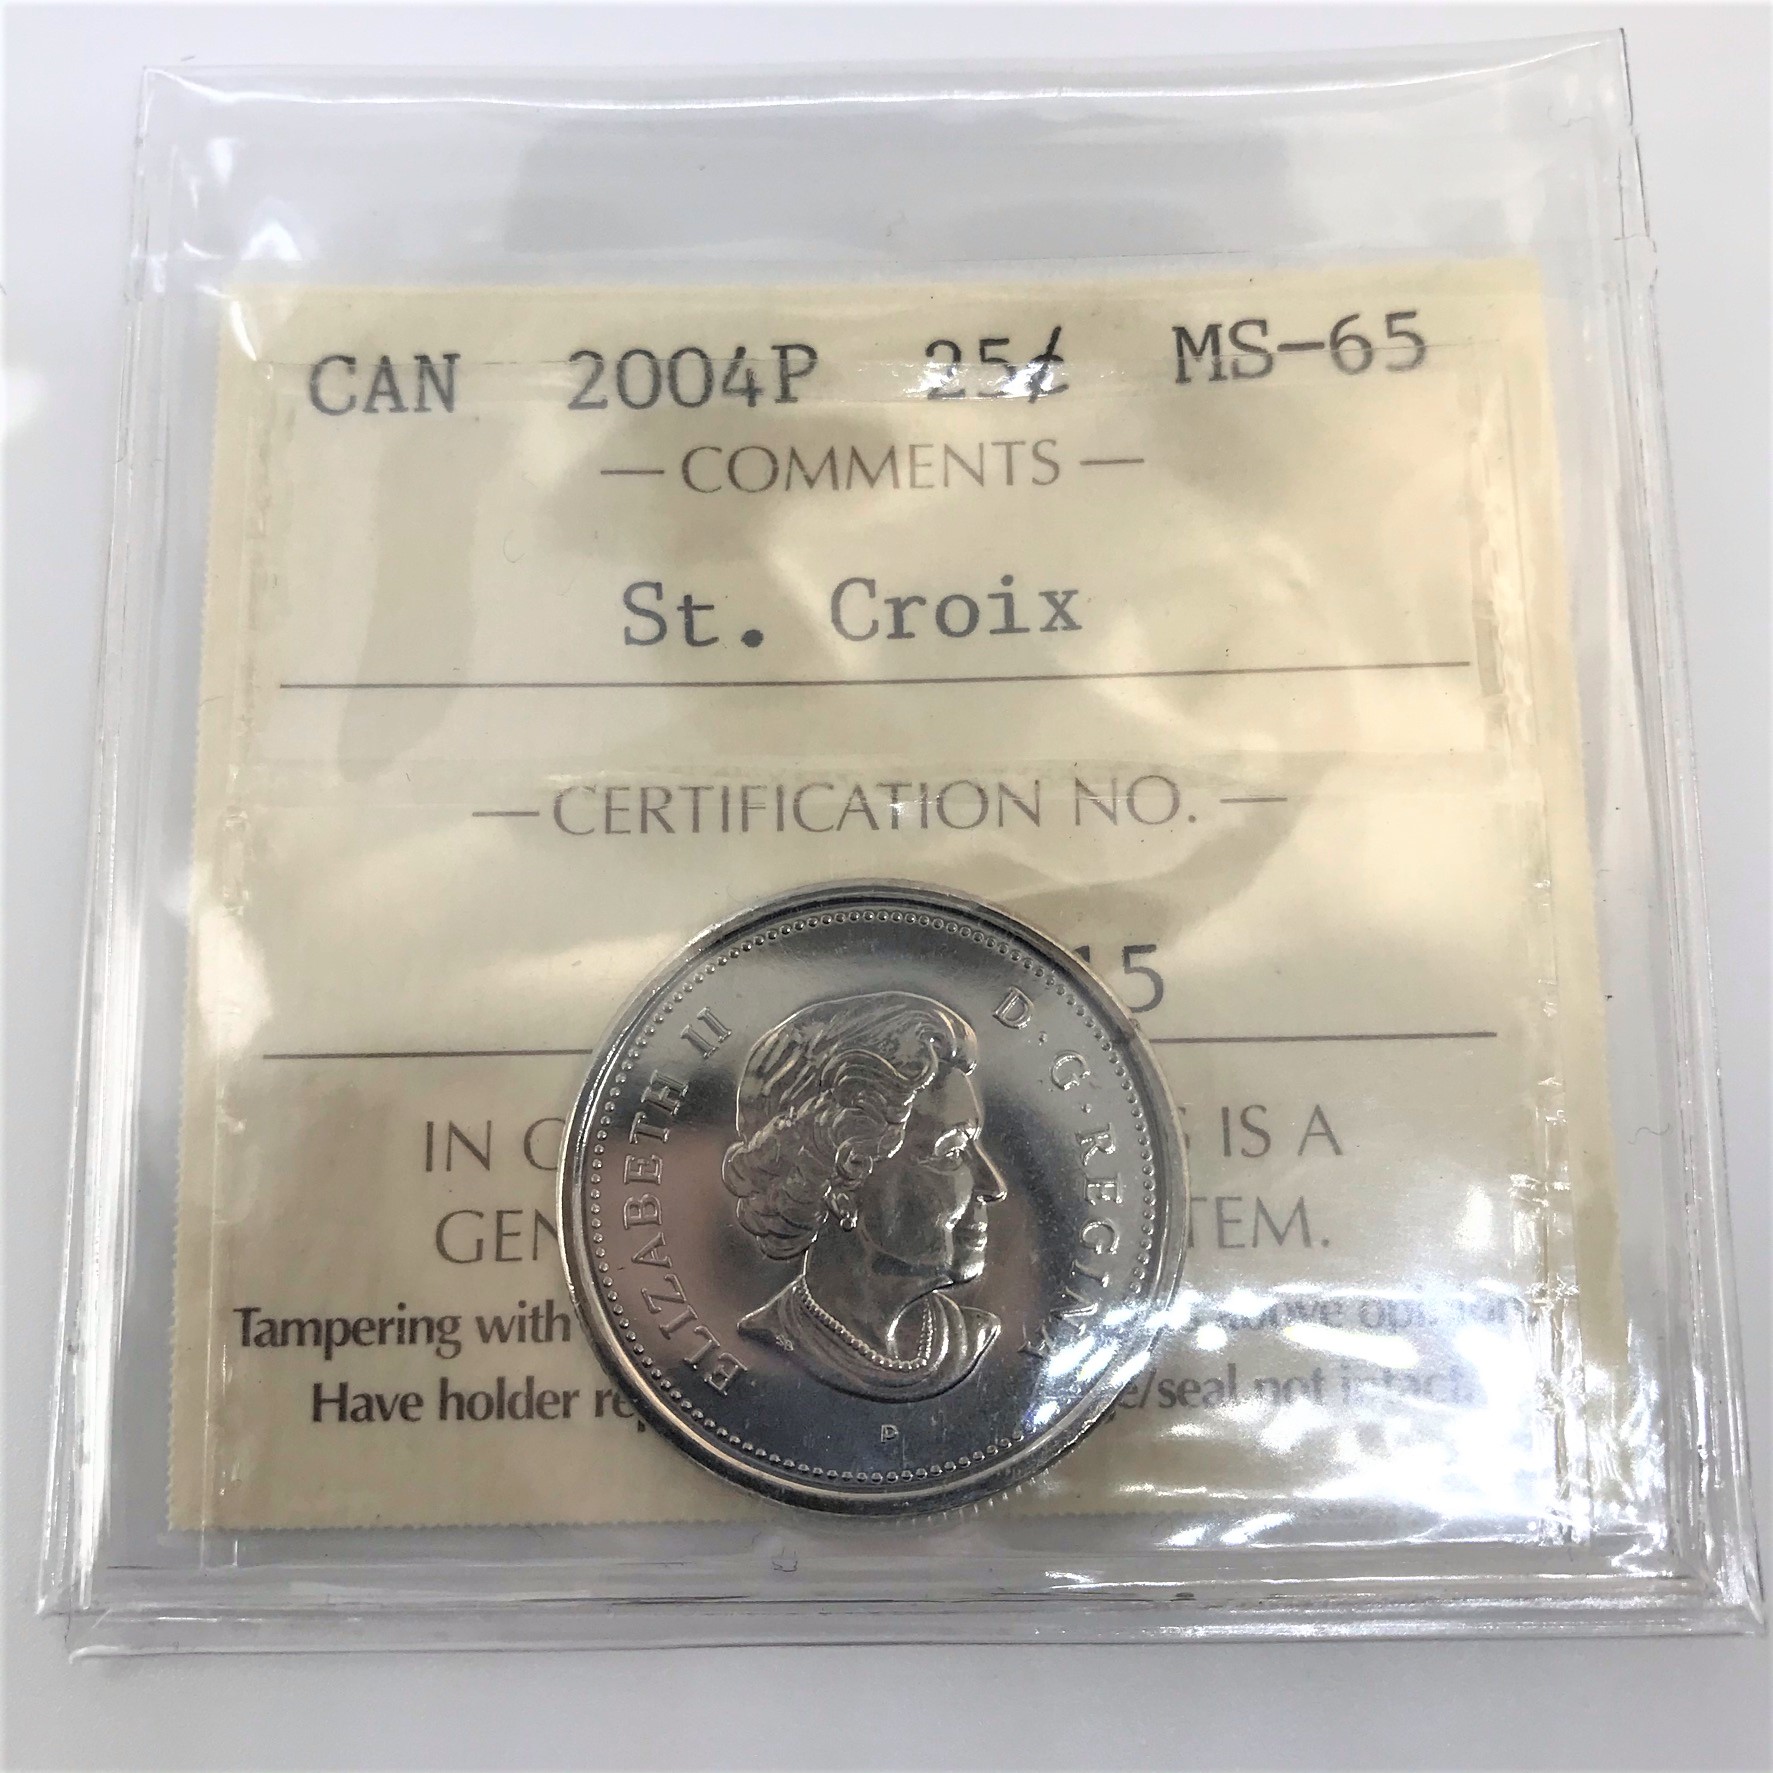 CAN 2004P 25¢ MS-65
— COMMENTS —
St. Croix
— CERTIFICATION NO. —
15
IN
IS A
GEN
TEM.
Tampering with
above opinion
Have holder
/seal not intact
ELIZABETH II D·G·REGINA
P